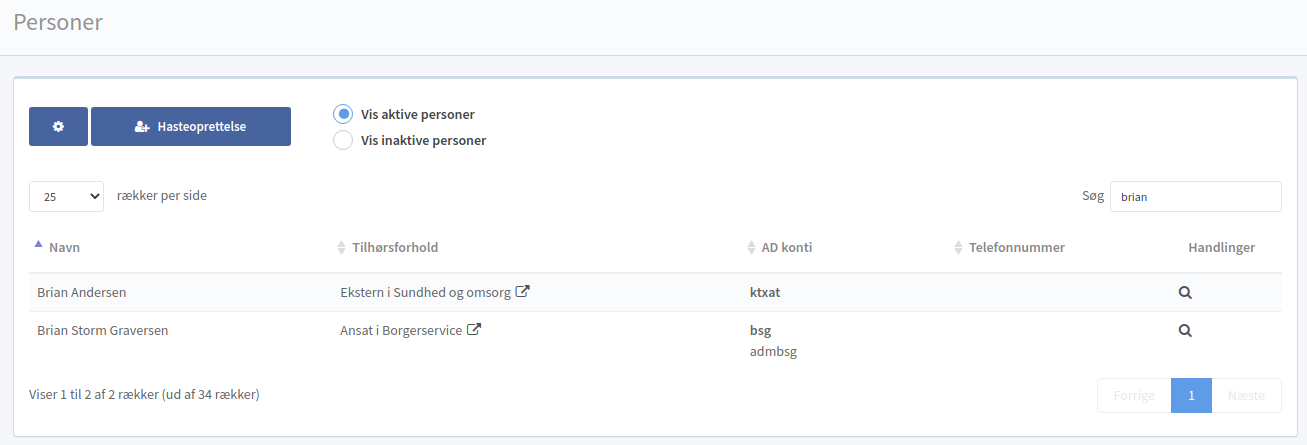 Personer
Hasteoprettelse
Vis aktive personer
Vis inaktive personer
25 rækker per side
Søg brian
Navn Tilhørsforhold AD konti Telefonnummer Handlinger
Brian Andersen Ekstern i Sundhed og omsorg ktxat
Brian Storm Graversen Ansat i Borgerservice bsg
admbsg
Viser 1 til 2 af 2 rækker (ud af 34 rækker)
Forrige 1 Næste